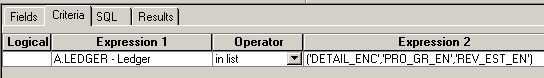 Fields Criteria SQL Results
Logical Expression 1 Operator Expression 2
A.LEDGER - Ledger in list ('DETAIL_ENC','PRO_GR_EN','REV_EST_EN')